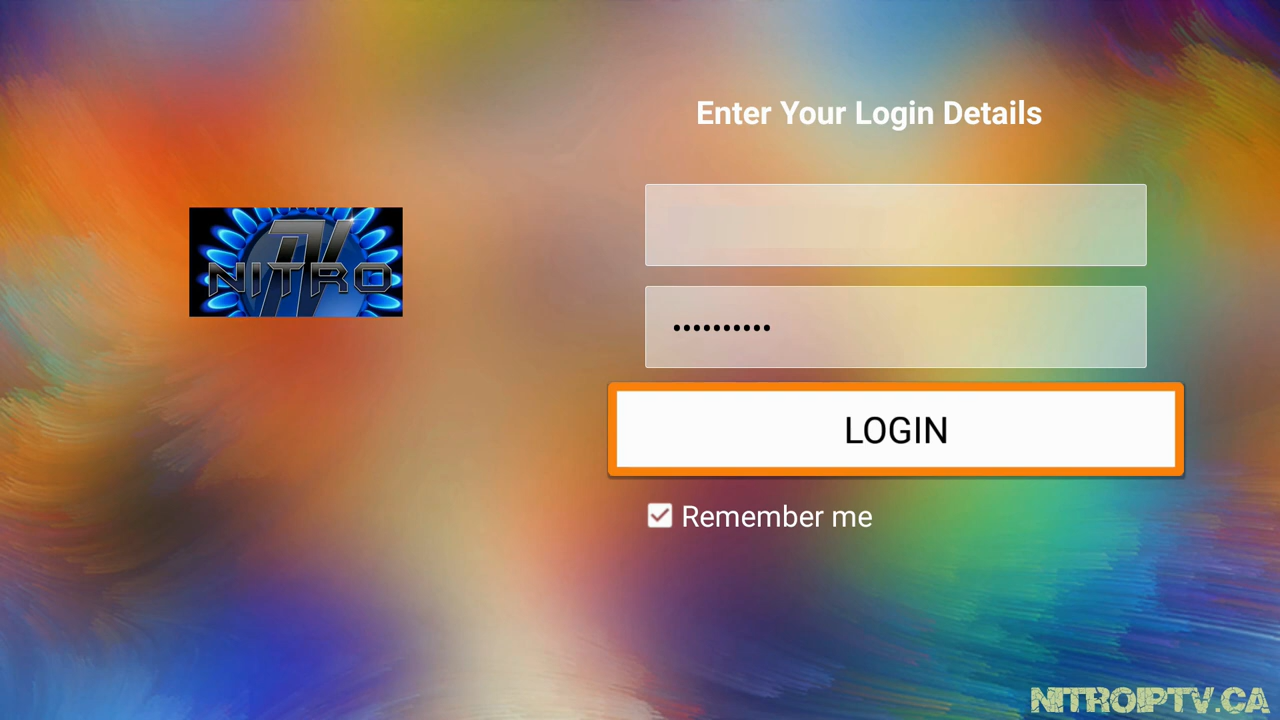 Enter Your Login Details
NITRO
••••••••••
LOGIN
Remember me
NITROIPTV.CA